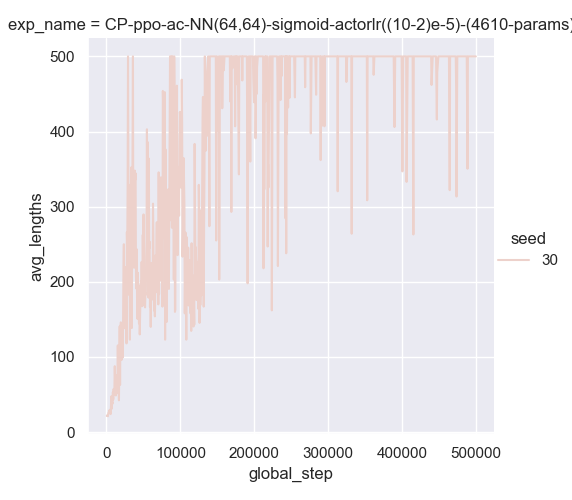 exp_name = CP-ppo-ac-NN(64,64)-sigmoid-actorlr((10-2)e-5)-(4610-params)
500
400
300
200
100
0
avg_lengths
0 100000 200000 300000 400000 500000
global_step
seed
30